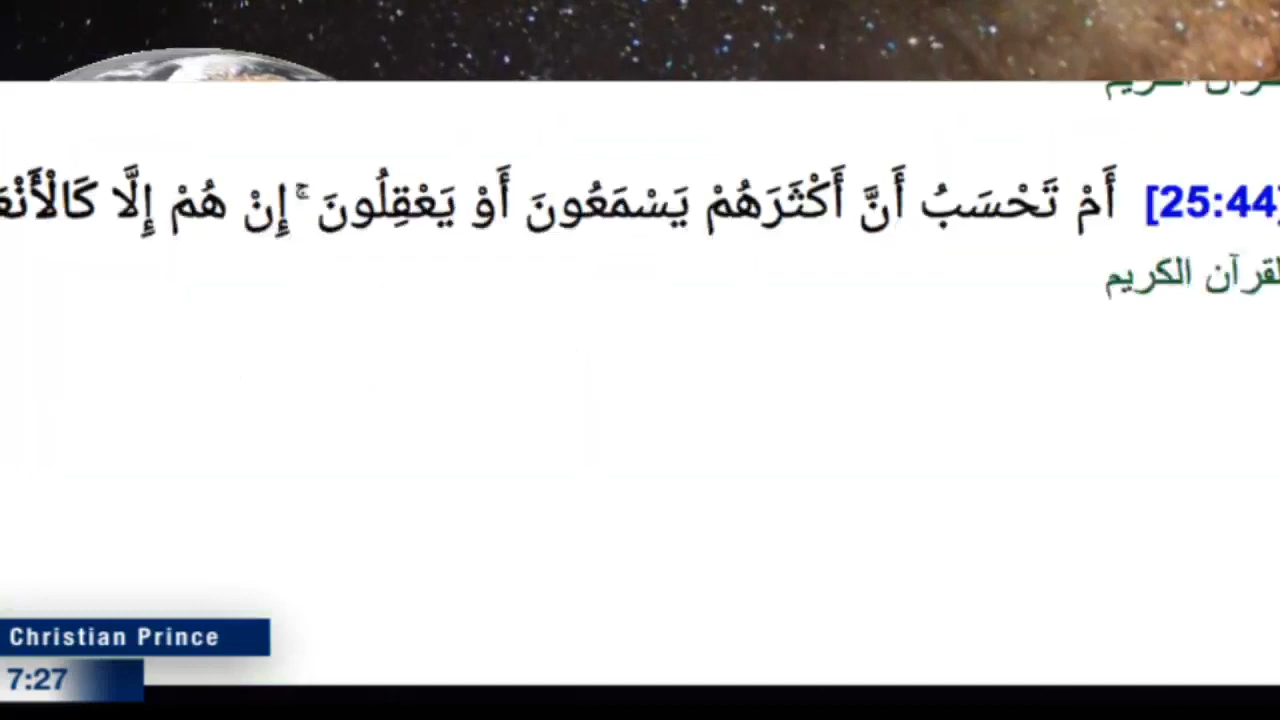 [25:44] أَمْ تَحْسَبُ أَنَّ أَكْثَرَهُمْ يَسْمَعُونَ أَوْ يَعْقِلُونَ ۚ إِنْ هُمْ إِلَّا
القرآن الكريم
Christian Prince
7:27